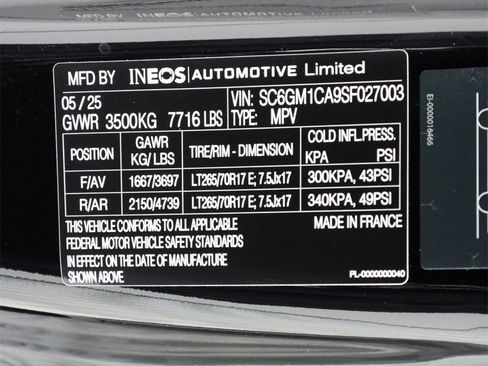 MFD BY INEOS AUTOMOTIVE Limited
05 / 25 VIN: SC6GM1CA9SF027003
GVWR 3500KG 7716 LBS TYPE: MPV
POSITION GAWR KG/ LBS TIRE/RIM - DIMENSION COLD INFL.PRESS. KPA PSI
F/AV 1667/3697 LT265/70R17 E; 7.5Jx17 300KPA, 43PSI
R/AR 2150/4739 LT265/70R17 E; 7.5Jx17 340KPA, 49PSI
THIS VEHICLE CONFORMS TO ALL APPLICABLE MADE IN FRANCE
FEDERAL MOTOR VEHICLE SAFETY STANDARDS
IN EFFECT ON THE DATE OF MANUFACTURE
SHOWN ABOVE PL-0000000040
EI-0000016466